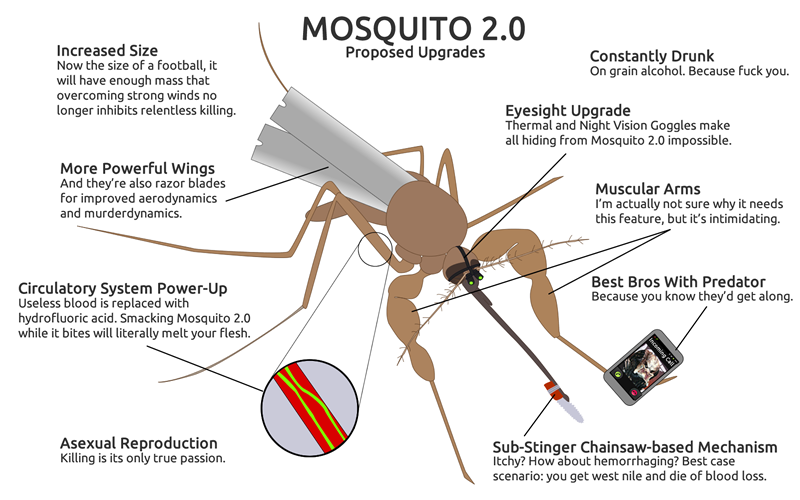 MOSQUITO 2.0
Proposed Upgrades
Increased Size
Now the size of a football, it
will have enough mass that
overcoming strong winds no
longer inhibits relentless killing.
Constantly Drunk
On grain alcohol. Because fuck you.
Eyesight Upgrade
Thermal and Night Vision Goggles make
all hiding from Mosquito 2.0 impossible.
More Powerful Wings
And they're also razor blades
for improved aerodynamics
and murderdynamics.
Muscular Arms
I'm actually not sure why it needs
this feature, but it's intimidating.
Circulatory System Power-Up
Useless blood is replaced with
hydrofluoric acid. Smacking Mosquito 2.0
while it bites will literally melt your flesh.
Best Bros With Predator
Because you know they'd get along.
Incoming Call
Asexual Reproduction
Killing is its only true passion.
Sub-Stinger Chainsaw-based Mechanism
Itchy? How about hemorrhaging? Best case
scenario: you get west nile and die of blood loss.